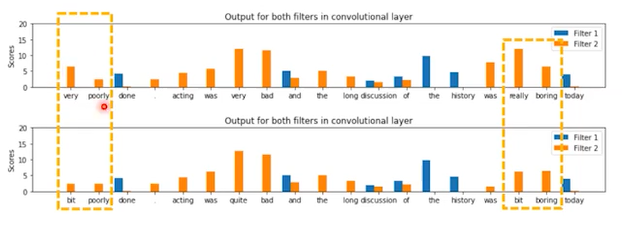 Output for both filters in convolutional layer
20
15
10
5
0
Scores
Filter 1
Filter 2
very poorly done . acting was very bad and the long discussion of the history was really boring today
Output for both filters in convolutional layer
20
15
10
5
0
Scores
Filter 1
Filter 2
bit poorly done . acting was quite bad and the long discussion of the history was bit boring today